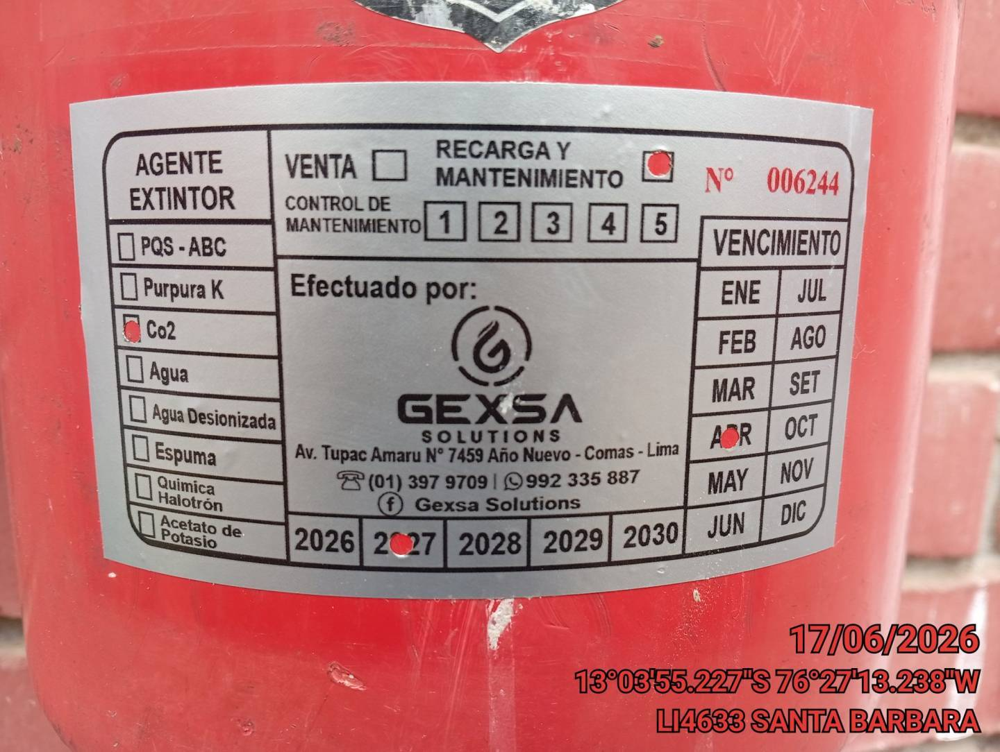 AGENTE
EXTINTOR
PQS - ABC
Purpura K
Co2
Agua
Agua Desionizada
Espuma
Quimica
Halotrón
Acetato de
Potasio
VENTA
RECARGA Y
MANTENIMIENTO
Nº 006244
CONTROL DE
MANTENIMIENTO 1 2 3 4 5
Efectuado por:
GEXSA
SOLUTIONS
Av. Tupac Amaru N° 7459 Año Nuevo - Comas - Lima
(01) 397 9709 | 992 335 887
f Gexsa Solutions
2026 2027 2028 2029 2030
VENCIMIENTO
ENE JUL
FEB AGO
MAR SET
ABR OCT
MAY NOV
JUN DIC
17/06/2026
13°03'55.227"S 76°27'13.238"W
LI4633 SANTA BARBARA